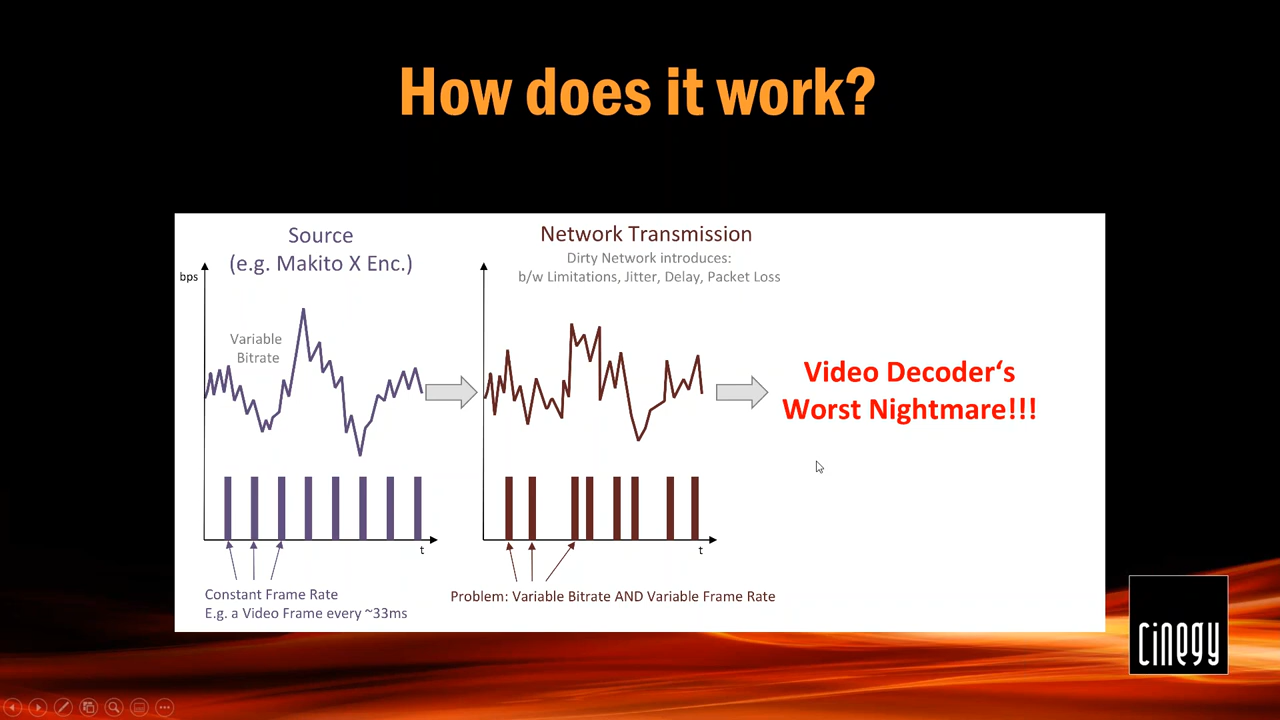 How does it work?
Source
(e.g. Makito X Enc.)
bps
Variable
Bitrate
t
Constant Frame Rate
E.g. a Video Frame every ~33ms
Network Transmission
Dirty Network introduces:
b/w Limitations, Jitter, Delay, Packet Loss
t
Problem: Variable Bitrate AND Variable Frame Rate
Video Decoder‘s
Worst Nightmare!!!
cinegy